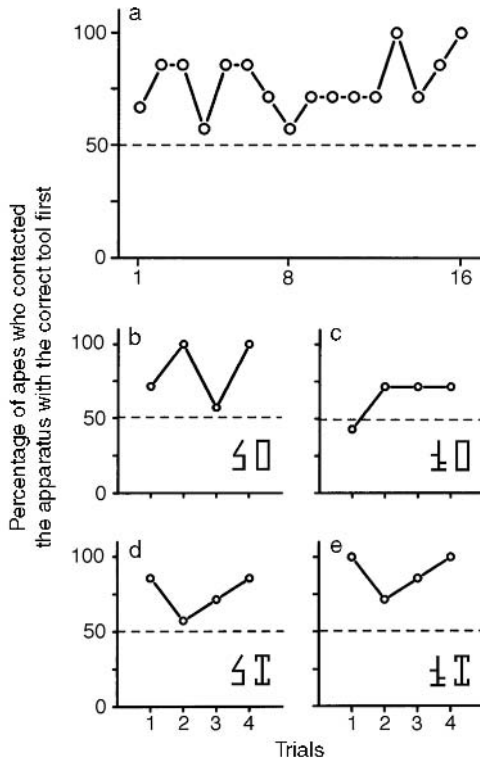 Percentage of apes who contacted
the apparatus with the correct tool first
a
100
50
0
1 8 16
b
100
50
0
c
d
100
50
0
1 2 3 4
e
1 2 3 4
Trials